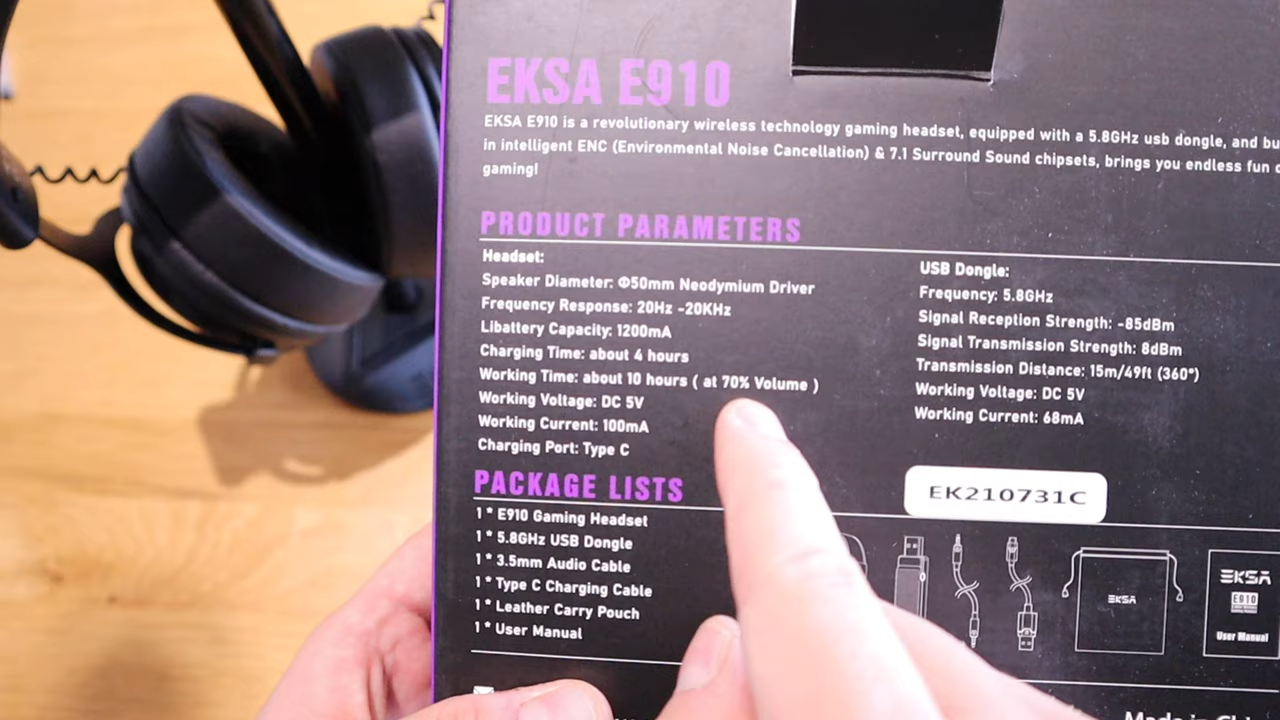 EKSA E910
EKSA E910 is a revolutionary wireless technology gaming headset, equipped with a 5.8GHz usb dongle, and
in intelligent ENC (Environmental Noise Cancellation) & 7.1 Surround Sound chipsets, brings you endless fun
gaming!
PRODUCT PARAMETERS
Headset:
Speaker Diameter: Φ50mm Neodymium Driver
Frequency Response: 20Hz -20KHz
Libattery Capacity: 1200mA
Charging Time: about 4 hours
Working Time: about 10 hours ( at 70% Volume )
Working Voltage: DC 5V
Working Current: 100mA
Charging Port: Type C
USB Dongle:
Frequency: 5.8GHz
Signal Reception Strength: -85dBm
Signal Transmission Strength: 8dBm
Transmission Distance: 15m/49ft (360°)
Working Voltage: DC 5V
Working Current: 68mA
EK210731C
PACKAGE LISTS
1 * E910 Gaming Headset
1 * 5.8GHz USB Dongle
1 * 3.5mm Audio Cable
1 * Type C Charging Cable
1 * Leather Carry Pouch
1 * User Manual
EKSA
EKSA
E910
User Manual
Made in